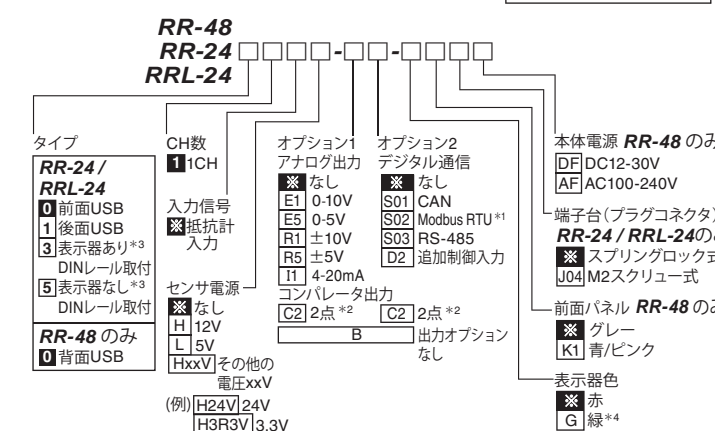 RR-48
RR-24□□□□-□□-□□□□
RRL-24
タイプ
RR-24 /
RRL-24
0 前面USB
1 後面USB
3 表示器あり*3
DINレール取付
5 表示器なし*3
DINレール取付
RR-48 のみ
0 背面USB
CH数
1 1CH
入力信号
※ 抵抗計
入力
センサ電源
※ なし
H 12V
L 5V
HxxV その他の
電圧xxV
(例) H24V 24V
H3R3V 3.3V
オプション1
アナログ出力
※ なし
E1 0-10V
E5 0-5V
R1 ±10V
R5 ±5V
I1 4-20mA
コンパレータ出力
C2 2点*2
オプション2
デジタル通信
※ なし
S01 CAN
S02 Modbus RTU*1
S03 RS-485
D2 追加制御入力
C2 2点*2
B 出力オプション
なし
本体電源 RR-48 のみ
DF DC12-30V
AF AC100-240V
端子台(プラグコネクタ)
RR-24 / RRL-24の
※ スプリングロック式
J04 M2スクリュー式
前面パネル RR-48 のみ
※ グレー
K1 青/ピンク
表示器色
※ 赤
G 緑*4